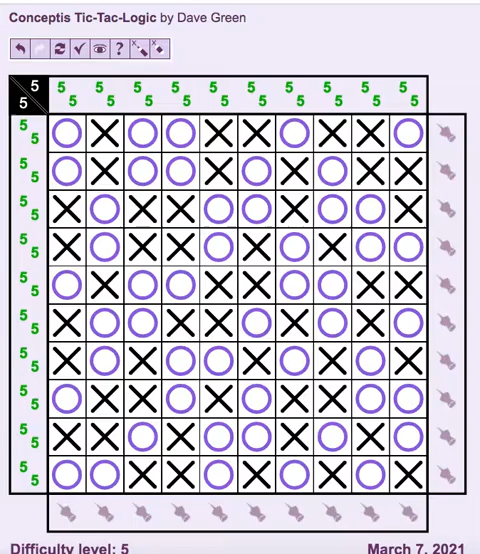 Conceptis Tic-Tac-Logic by Dave Green
?
5 5 5 5 5 5 5 5 5 5 5
5 5 5 5 5 5 5 5 5 5 5
5 5 O X O O X X O X X O
5 5 O X O O X O X O X X
5 5 X O X X O O X O O X
5 5 X O X X O X O X O O
5 5 O X O O X X O O X X
5 5 X O O X X O X O X O
5 5 X O X O O X O X O X
5 5 O X X O X O X X O O
5 5 X X O X O O X O X O
5 5 O O X X O X O X O X
Difficulty level: 5 March 7, 2021